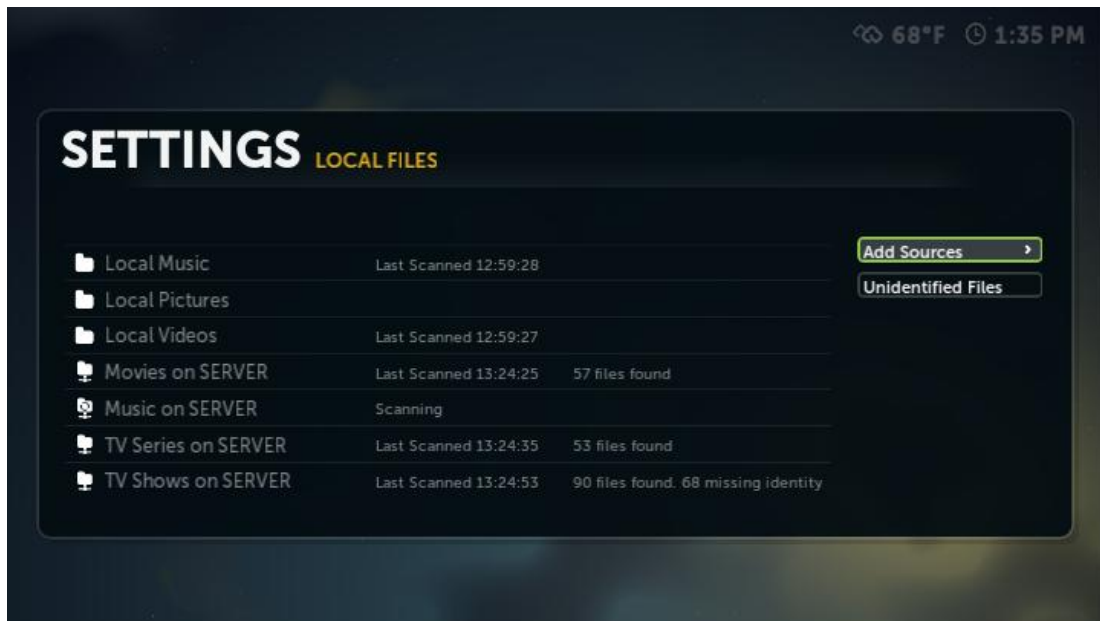 68°F 1:35 PM
SETTINGS LOCAL FILES
Add Sources
Local Music Last Scanned 12:59:28
Unidentified Files
Local Pictures
Local Videos Last Scanned 12:59:27
Movies on SERVER Last Scanned 13:24:25 57 files found
Music on SERVER Scanning
TV Series on SERVER Last Scanned 13:24:35 53 files found
TV Shows on SERVER Last Scanned 13:24:53 90 files found. 68 missing identity